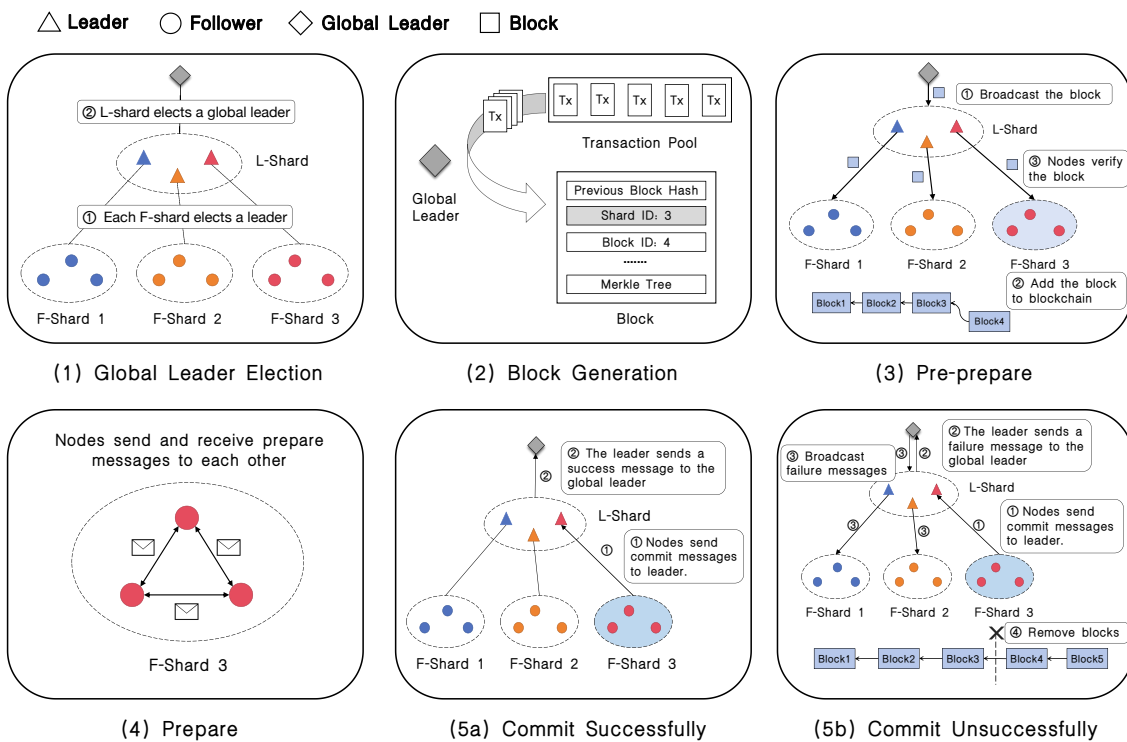 Leader
Follower
Global Leader
Block
② L-shard elects a global leader
L-Shard
① Each F-shard elects a leader
F-Shard 1
F-Shard 2
F-Shard 3
(1) Global Leader Election
Tx
Tx
Tx
Tx
Tx
Tx
Transaction Pool
Global
Leader
Previous Block Hash
Shard ID: 3
Block ID: 4
.......
Merkle Tree
Block
(2) Block Generation
① Broadcast the block
L-Shard
③ Nodes verify
the block
F-Shard 1
F-Shard 2
F-Shard 3
② Add the block
to blockchain
Block1
Block2
Block3
Block4
(3) Pre-prepare
Nodes send and receive prepare
messages to each other
F-Shard 3
(4) Prepare
② The leader sends a
success message to the
global leader
②
L-Shard
① Nodes send
commit messages
to leader.
①
F-Shard 1
F-Shard 2
F-Shard 3
(5a) Commit Successfully
② The leader sends a
failure message to the
global leader
③ Broadcast
failure messages
③
②
L-Shard
① Nodes send
commit messages
to leader.
③
③
①
F-Shard 1
F-Shard 2
F-Shard 3
④ Remove blocks
Block1
Block2
Block3
Block4
Block5
(5b) Commit Unsuccessfully